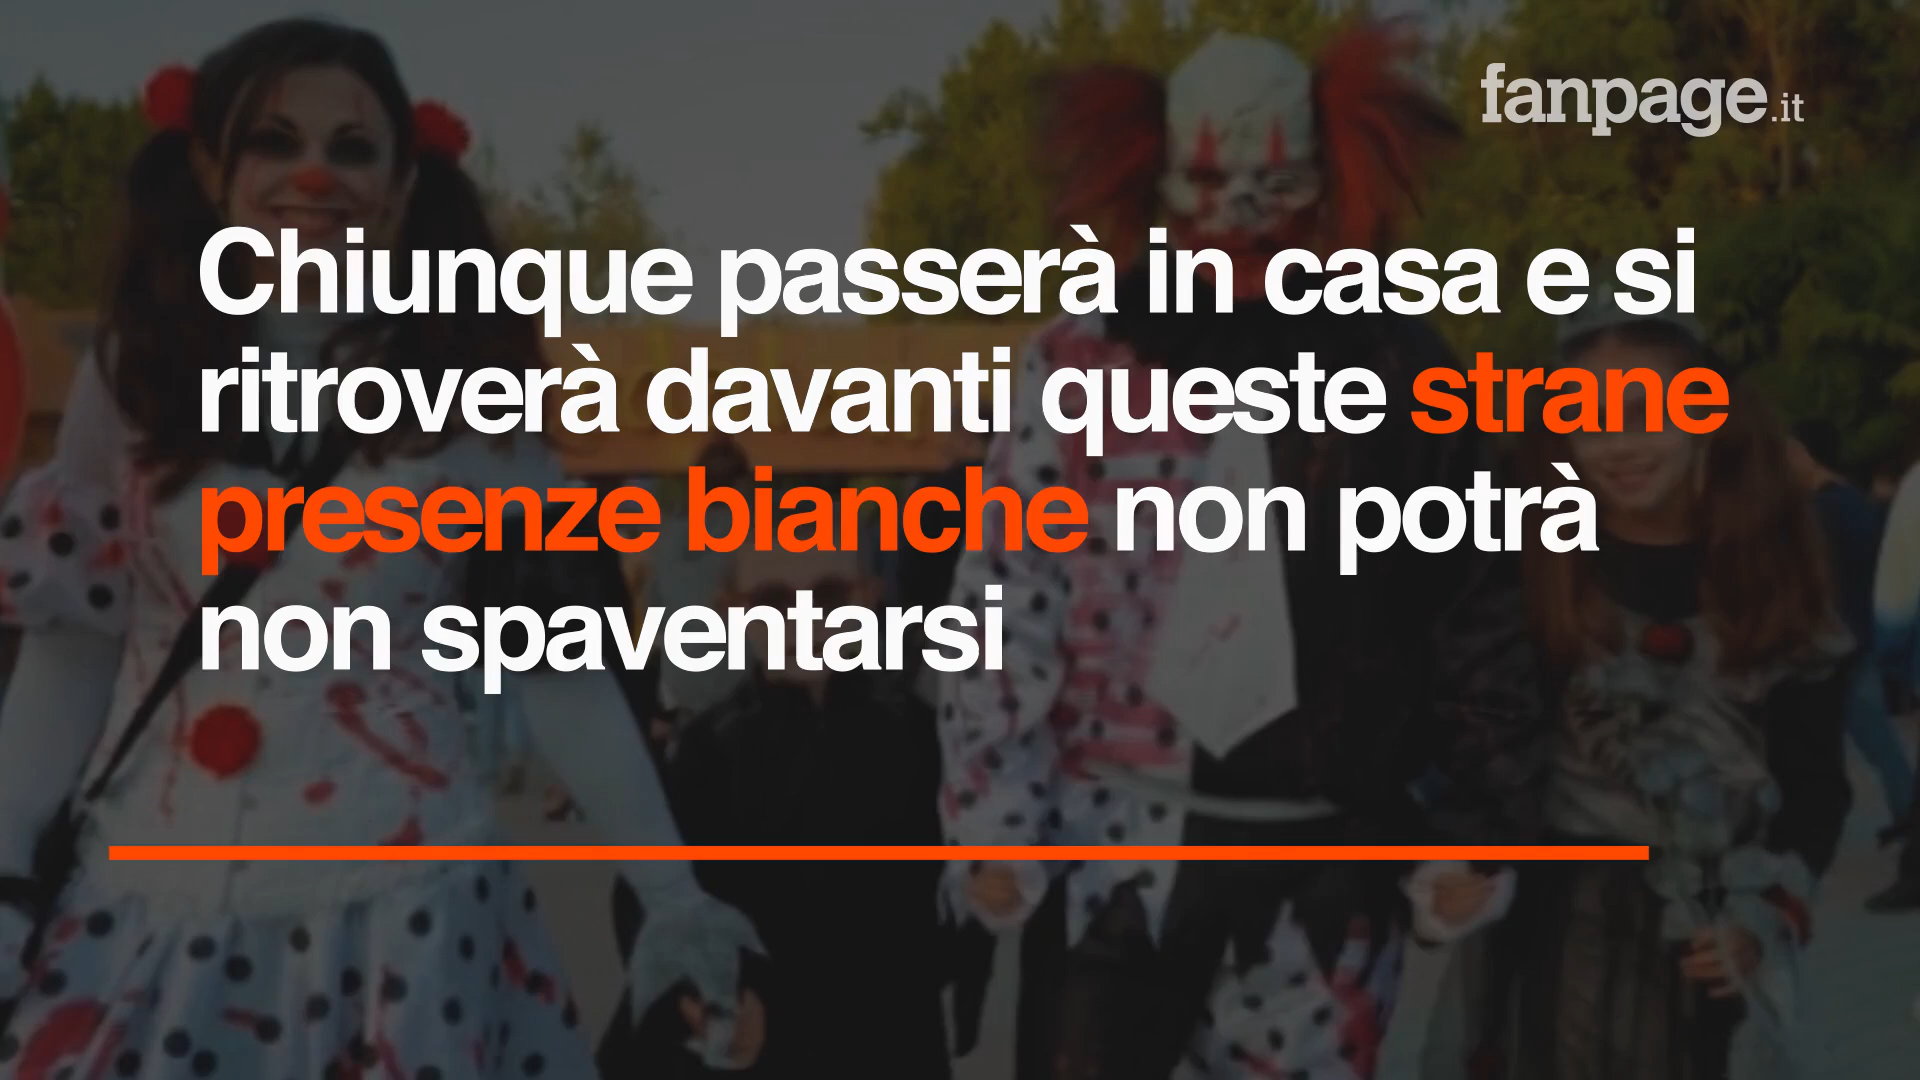 fanpage.it
Chiunque passerà in casa e si
ritroverà davanti queste strane
presenze bianche non potrà
non spaventarsi